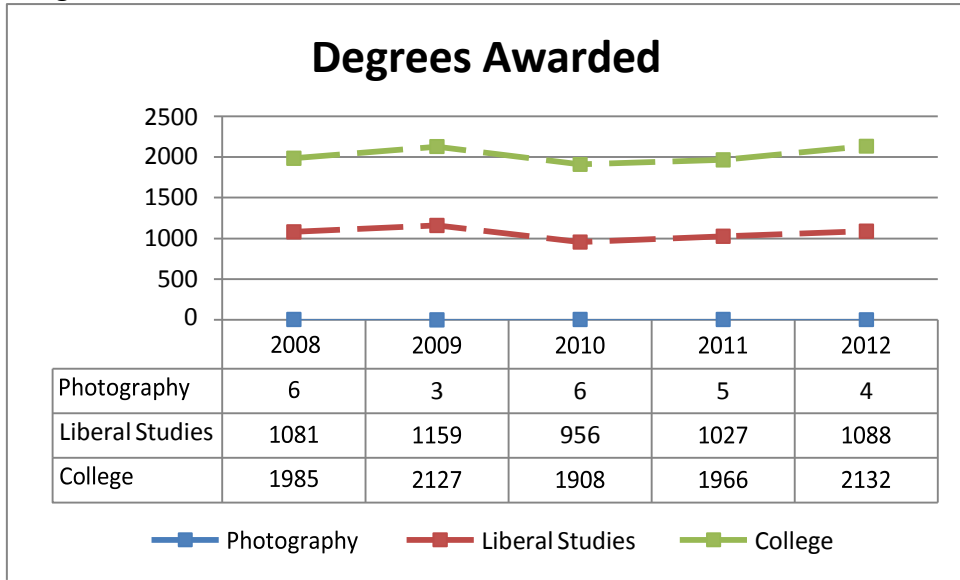 Degrees Awarded
2500
2000
1500
1000
500
0
2008 2009 2010 2011 2012
Photography 6 3 6 5 4
Liberal Studies 1081 1159 956 1027 1088
College 1985 2127 1908 1966 2132
Photography Liberal Studies College